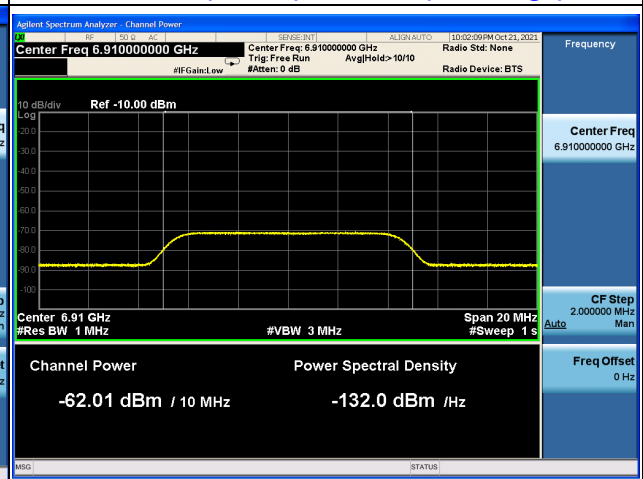 Agilent Spectrum Analyzer - Channel Power
RF 50 Ω AC SENSE:INT ALIGN AUTO 10:02:09 PM Oct 21, 2021
Center Freq 6.910000000 GHz
Center Freq: 6.910000000 GHz Radio Std: None
Trig: Free Run Avg|Hold:>10/10
#IFGain:Low #Atten: 0 dB Radio Device: BTS
Frequency
10 dB/div Ref -10.00 dBm
Log
-20.0
-30.0
-40.0
-50.0
-60.0
-70.0
-80.0
-90.0
-100
Center Freq
6.910000000 GHz
Center 6.91 GHz Span 20 MHz
#Res BW 1 MHz #VBW 3 MHz #Sweep 1 s
CF Step
2.000000 MHz
Auto Man
Channel Power Power Spectral Density
-62.01 dBm / 10 MHz -132.0 dBm /Hz
Freq Offset
0 Hz
MSG STATUS